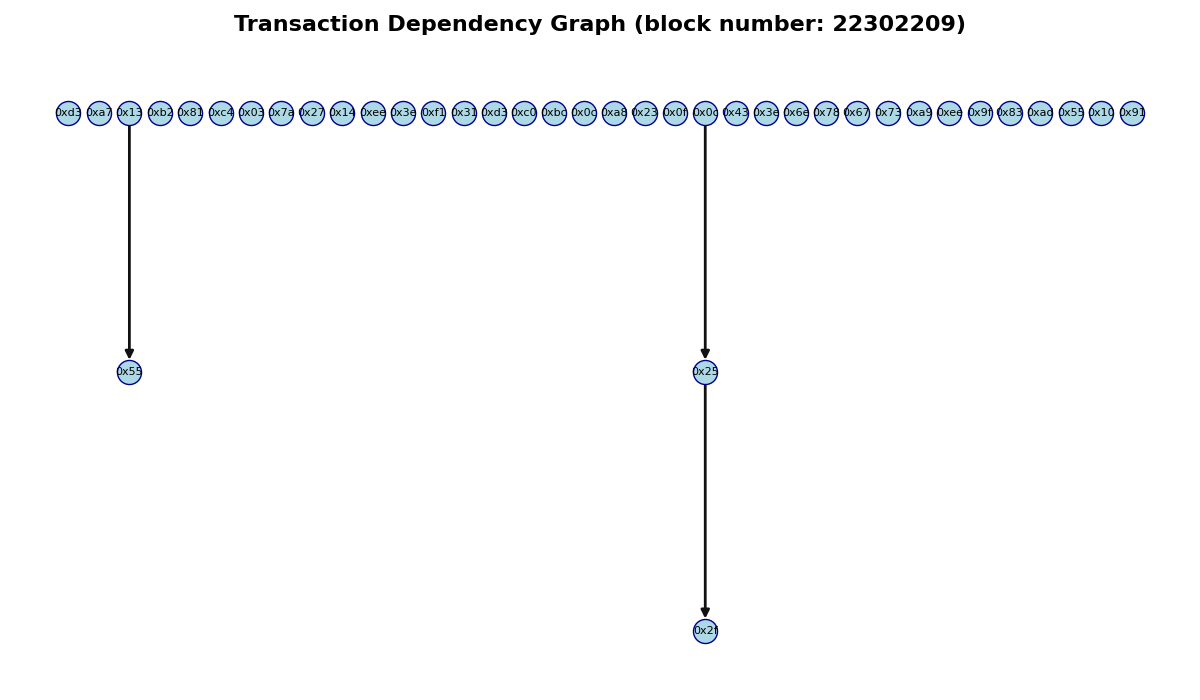 Transaction Dependency Graph (block number: 22302209)
0xd3 0xa7 0x13 0xb2 0x81 0xc4 0x03 0x7a 0x27 0x14 0xee 0x3e 0xf1 0x31 0xd3 0xc0 0xbc 0x0c 0xa8 0x23 0x0f 0x0c 0x43 0x3e 0x6e 0x78 0x67 0x73 0xa9 0xee 0x9f 0x83 0xad 0x55 0x10 0x91
0x55 0x25
0x2f